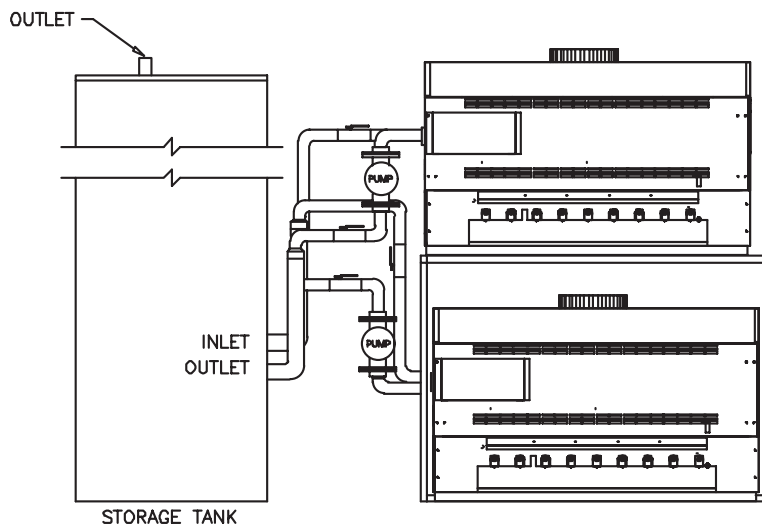 OUTLET
PUMP
INLET
OUTLET
PUMP
STORAGE TANK